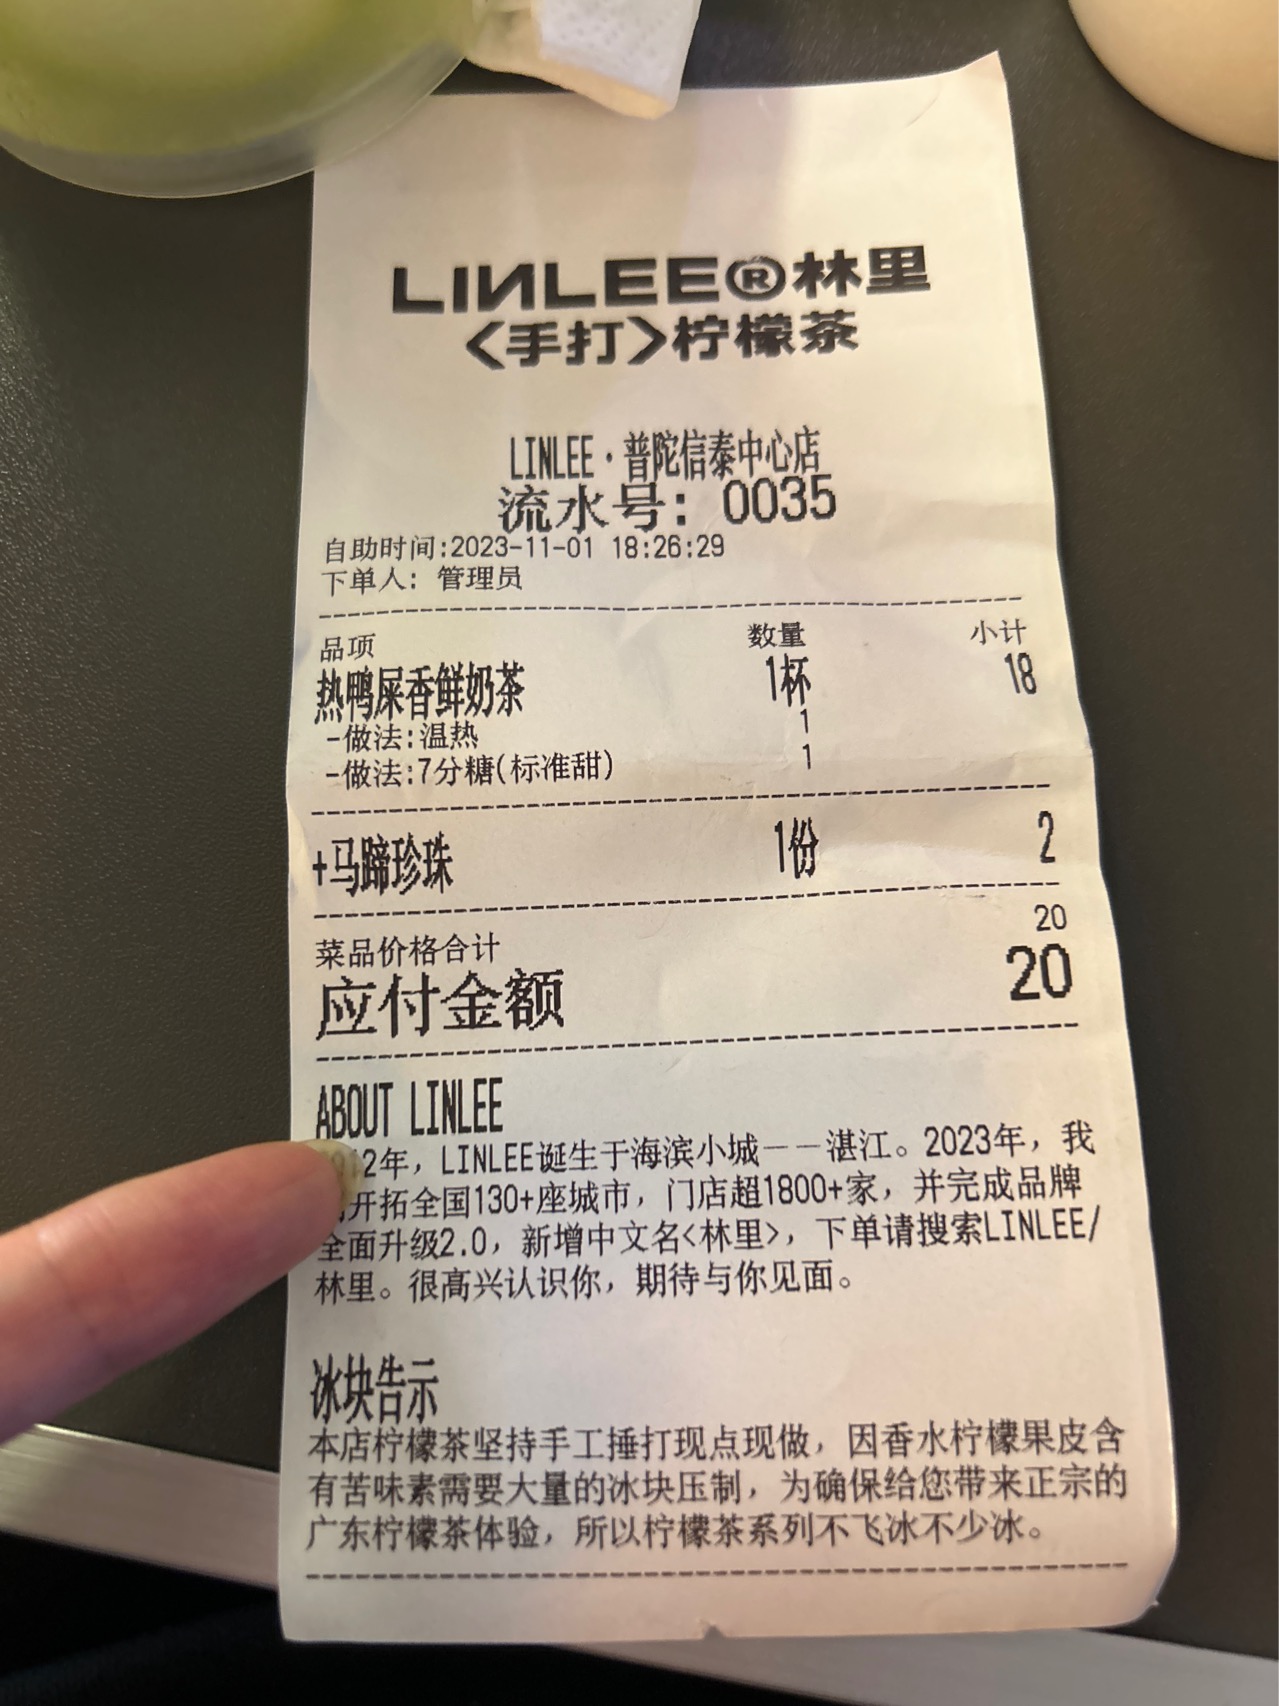 LINLEE®林里
<手打>柠檬茶
LINLEE·普陀信泰中心店
流水号: 0035
自助时间:2023-11-01 18:26:29
下单人: 管理员
品项 数量 小计
热鸭屎香鲜奶茶 1杯 18
-做法:温热 1
-做法:7分糖(标准甜) 1
+马蹄珍珠 1份 2
菜品价格合计 20
应付金额 20
ABOUT LINLEE
12年，LINLEE诞生于海滨小城——湛江。2023年，我
开拓全国130+座城市，门店超1800+家，并完成品牌
全面升级2.0，新增中文名<林里>，下单请搜索LINLEE/
林里。很高兴认识你，期待与你见面。
冰块告示
本店柠檬茶坚持手工捶打现点现做，因香水柠檬果皮含
有苦味素需要大量的冰块压制，为确保给您带来正宗的
广东柠檬茶体验，所以柠檬茶系列不飞冰不少冰。